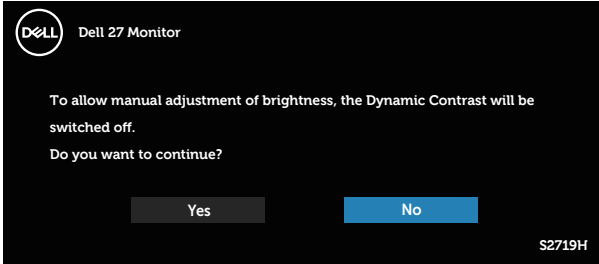 DELL
Dell 27 Monitor
To allow manual adjustment of brightness, the Dynamic Contrast will be
switched off.
Do you want to continue?
Yes
No
S2719H